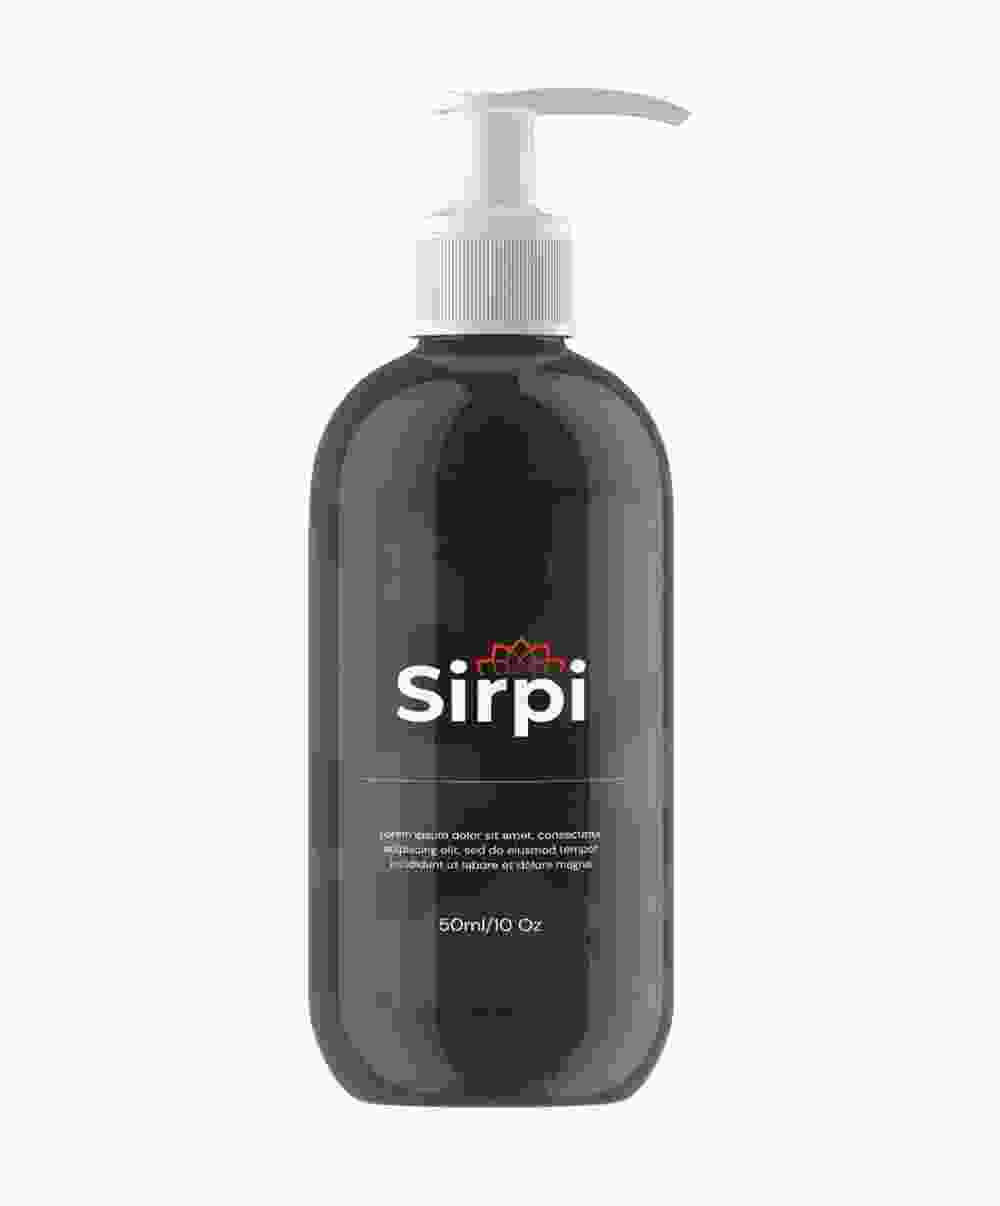 Sirpi
Lorem ipsum dolor sit amet, consectetur
adipiscing elit, sed do eiusmod tempor
incididunt ut labore et dolore magna
50ml/10 Oz